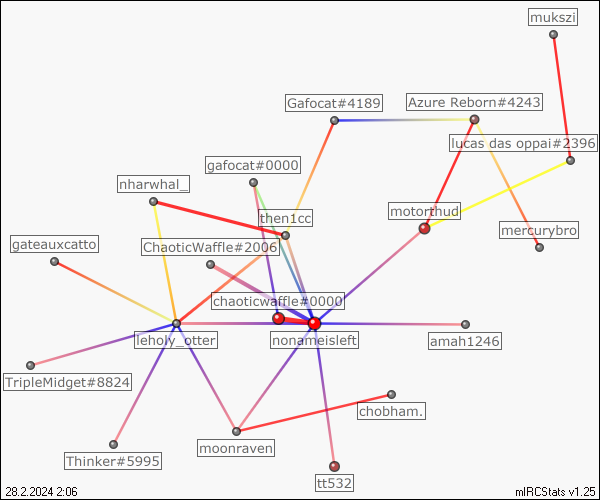 mukszi
Gafocat#4189
Azure Reborn#4243
lucas das oppai#2396
gafocat#0000
nharwhal_
then1cc
motorthud
mercurybro
gateauxcatto
ChaoticWaffle#2006
chaoticwaffle#0000
leholy_otter
nonameisleft
amah1246
TripleMidget#8824
chobham.
moonraven
Thinker#5995
tt532
28.2.2024 2:06
mIRCStats v1.25